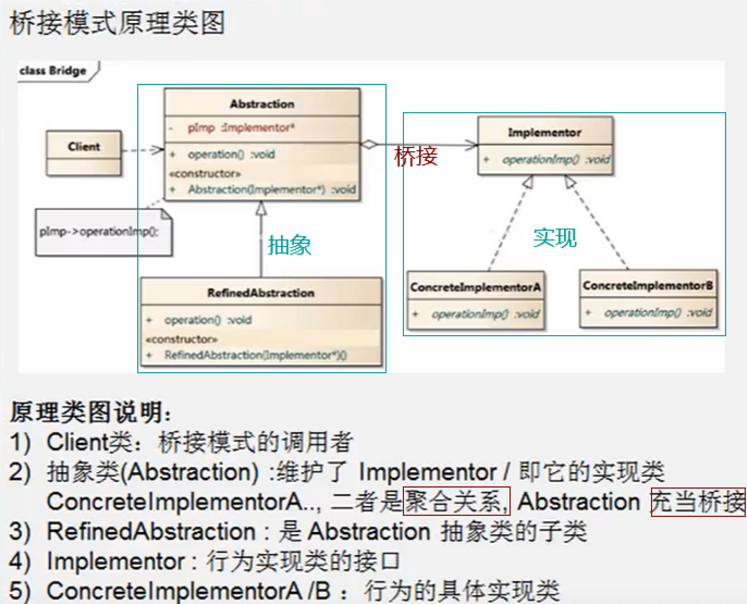 桥接模式原理类图
class Bridge
Abstraction
- pImp :Implementor*
+ operation() :void
«constructor»
+ Abstraction(Implementor*) :void
Client
pImp->operationImp();
桥接
Implementor
+ operationImp() :void
抽象
实现
RefinedAbstraction
+ operation() :void
«constructor»
+ RefinedAbstraction(Implementor*)()
ConcreteImplementorA
+ operationImp() :void
ConcreteImplementorB
+ operationImp() :void
原理类图说明:
1) Client类：桥接模式的调用者
2) 抽象类(Abstraction) :维护了 Implementor / 即它的实现类
ConcreteImplementorA.., 二者是聚合关系, Abstraction 充当桥接
3) RefinedAbstraction : 是 Abstraction 抽象类的子类
4) Implementor : 行为实现类的接口
5) ConcreteImplementorA /B ：行为的具体实现类